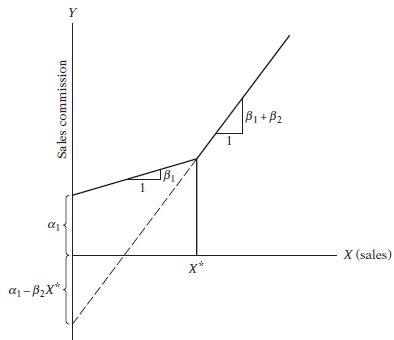 Y
Sales commission
β₁ + β₂
1
β₁
1
α₁
X (sales)
X*
α₁ – β₂X*